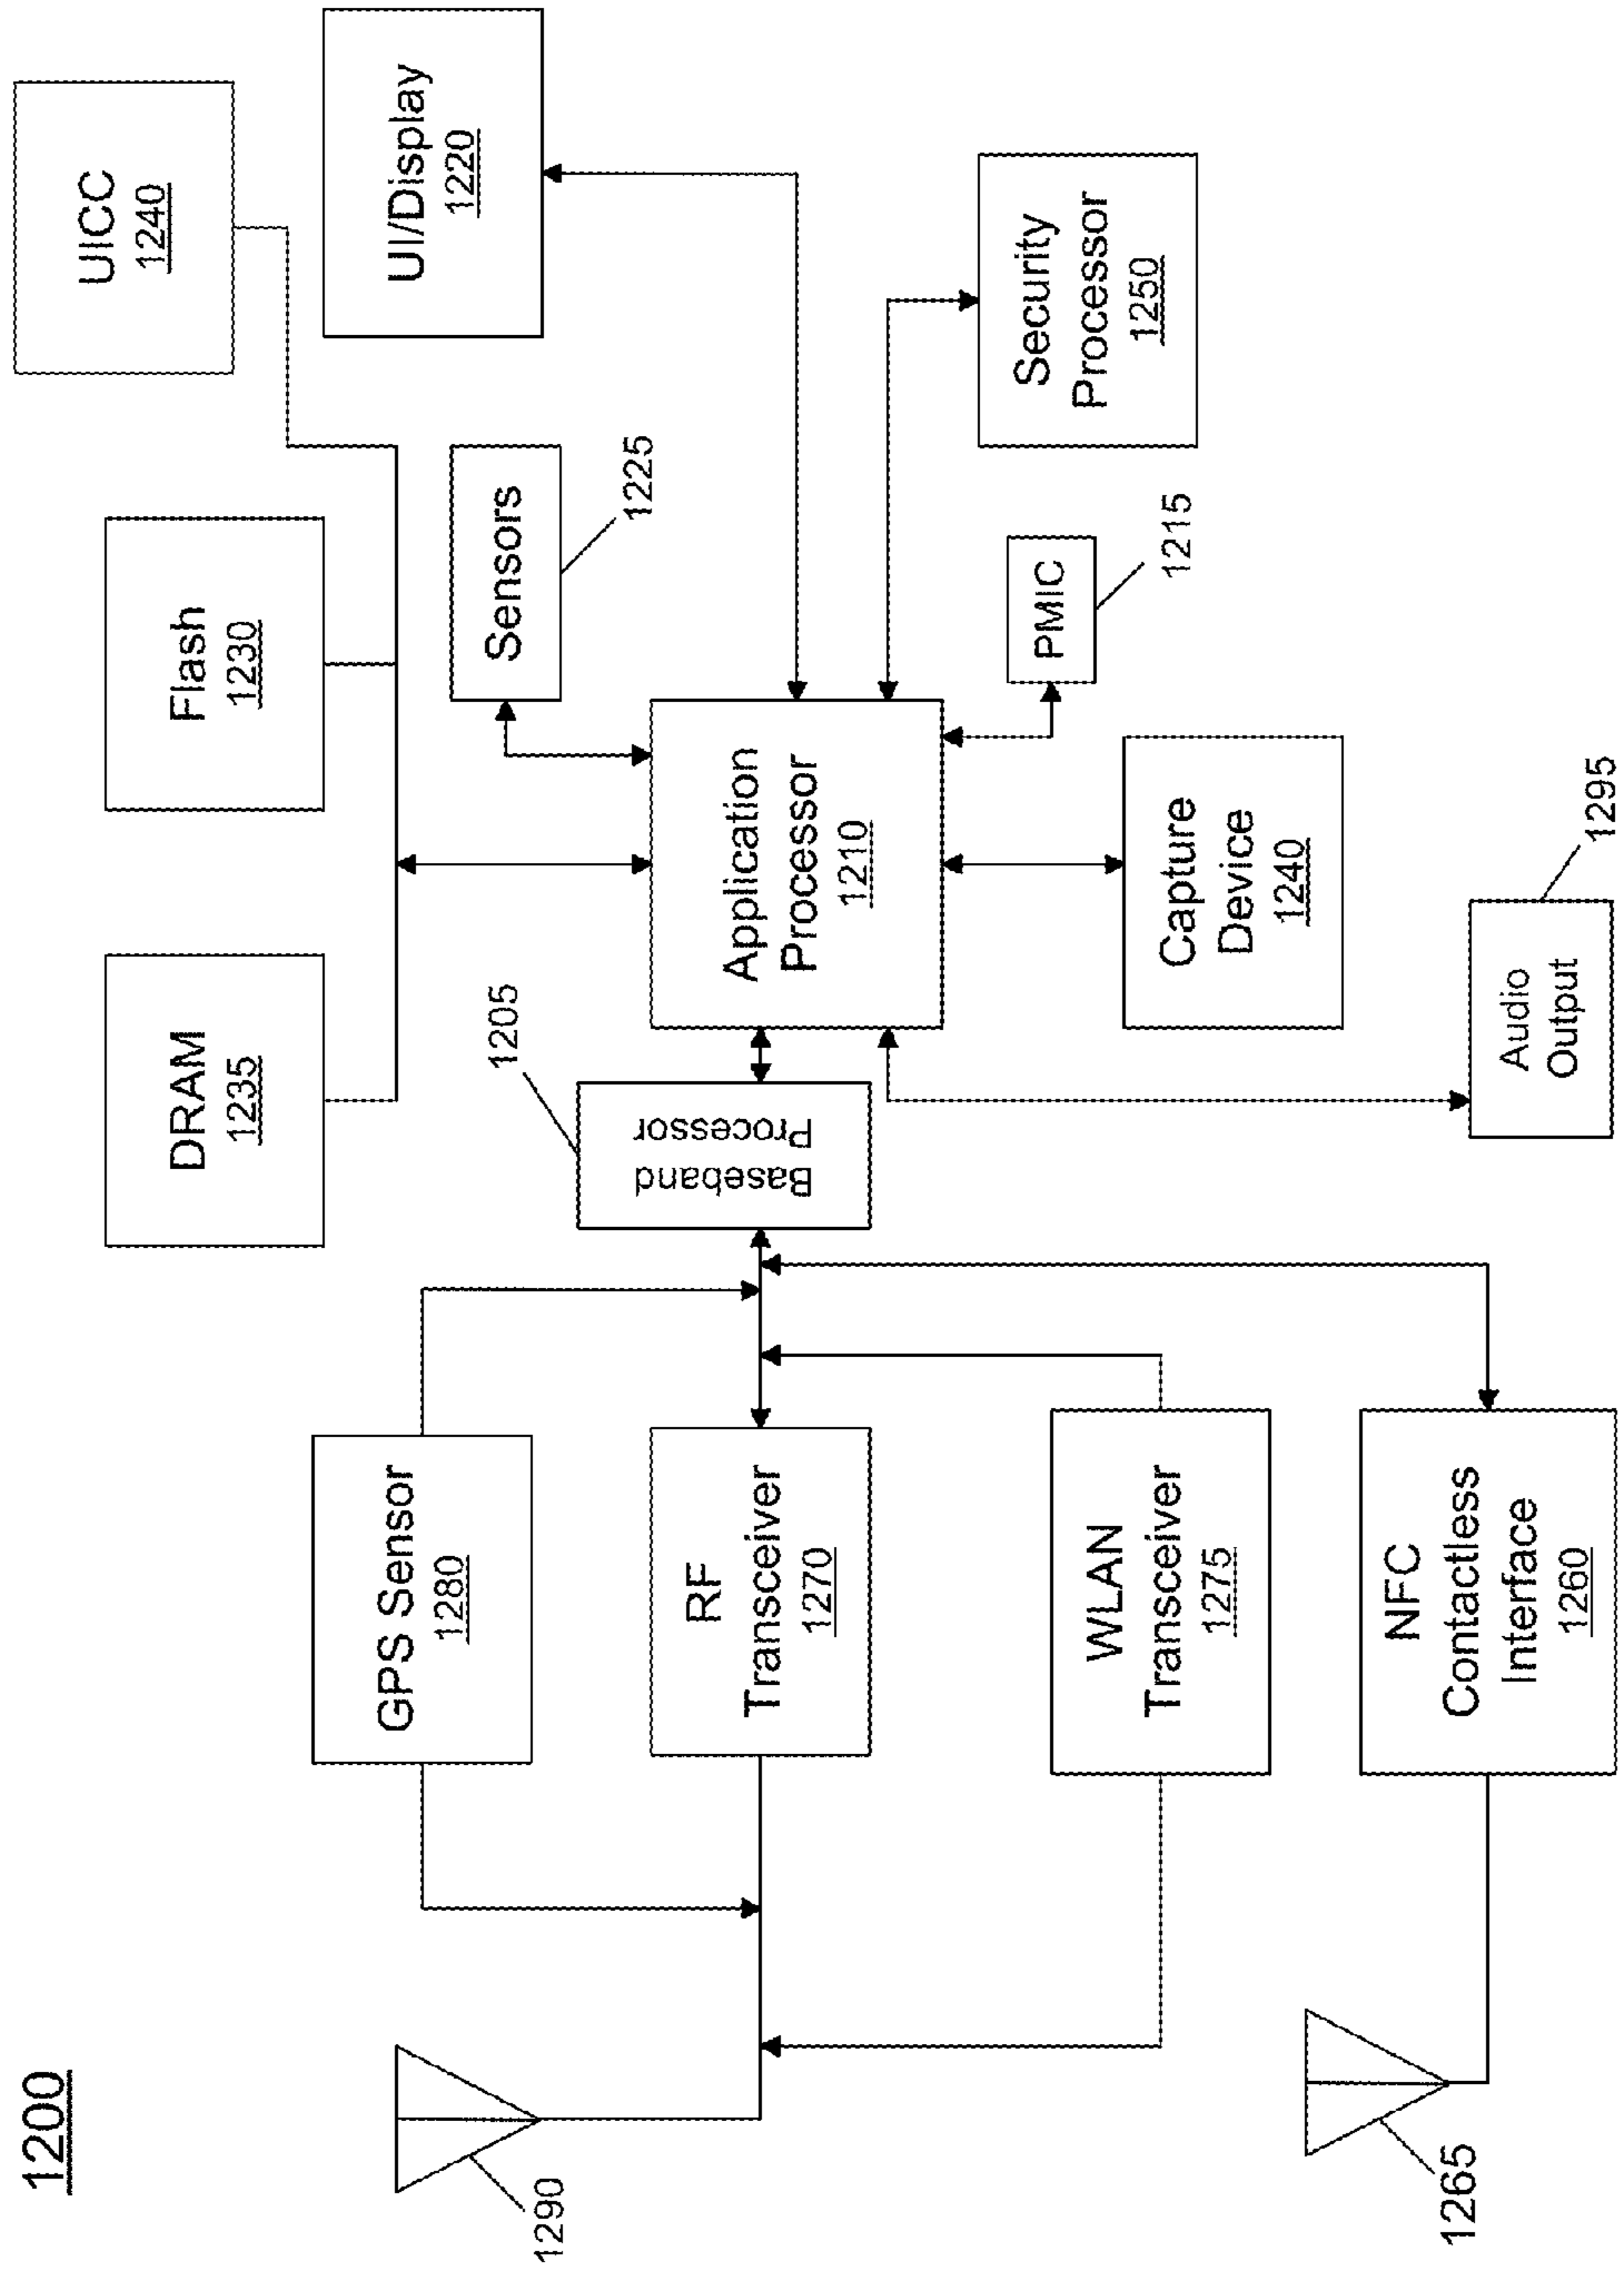 1200
DRAM
1235
Flash
1230
UICC
1240
UI/Display
1220
Sensors
1225
1205
Baseband
Processor
Application
Processor
1210
Security
Processor
1250
PMIC
1215
Capture
Device
1240
Audio
Output
1295
GPS Sensor
1280
RF
Transceiver
1270
WLAN
Transceiver
1275
NFC
Contactless
Interface
1260
1290
1265